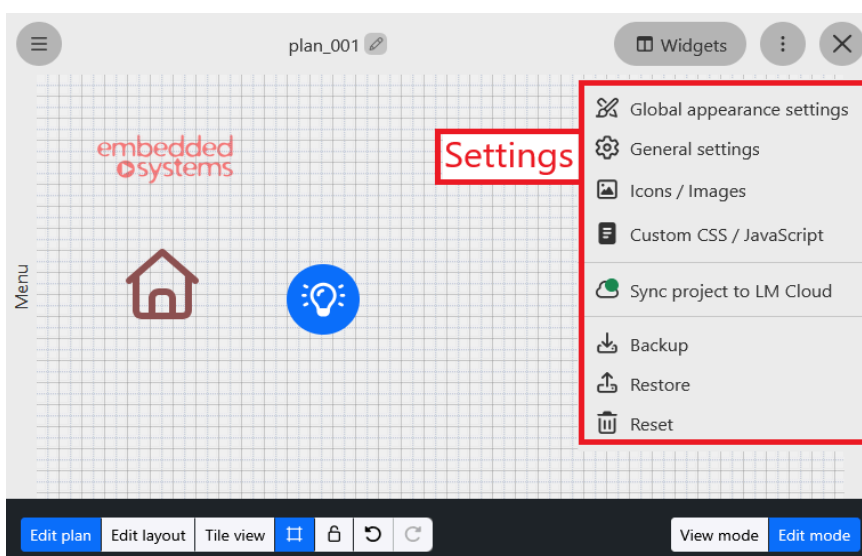 plan_001
Widgets
embedded
systems
Settings
Global appearance settings
General settings
Icons / Images
Custom CSS / JavaScript
Sync project to LM Cloud
Backup
Restore
Reset
Menu
Edit plan
Edit layout
Tile view
View mode
Edit mode